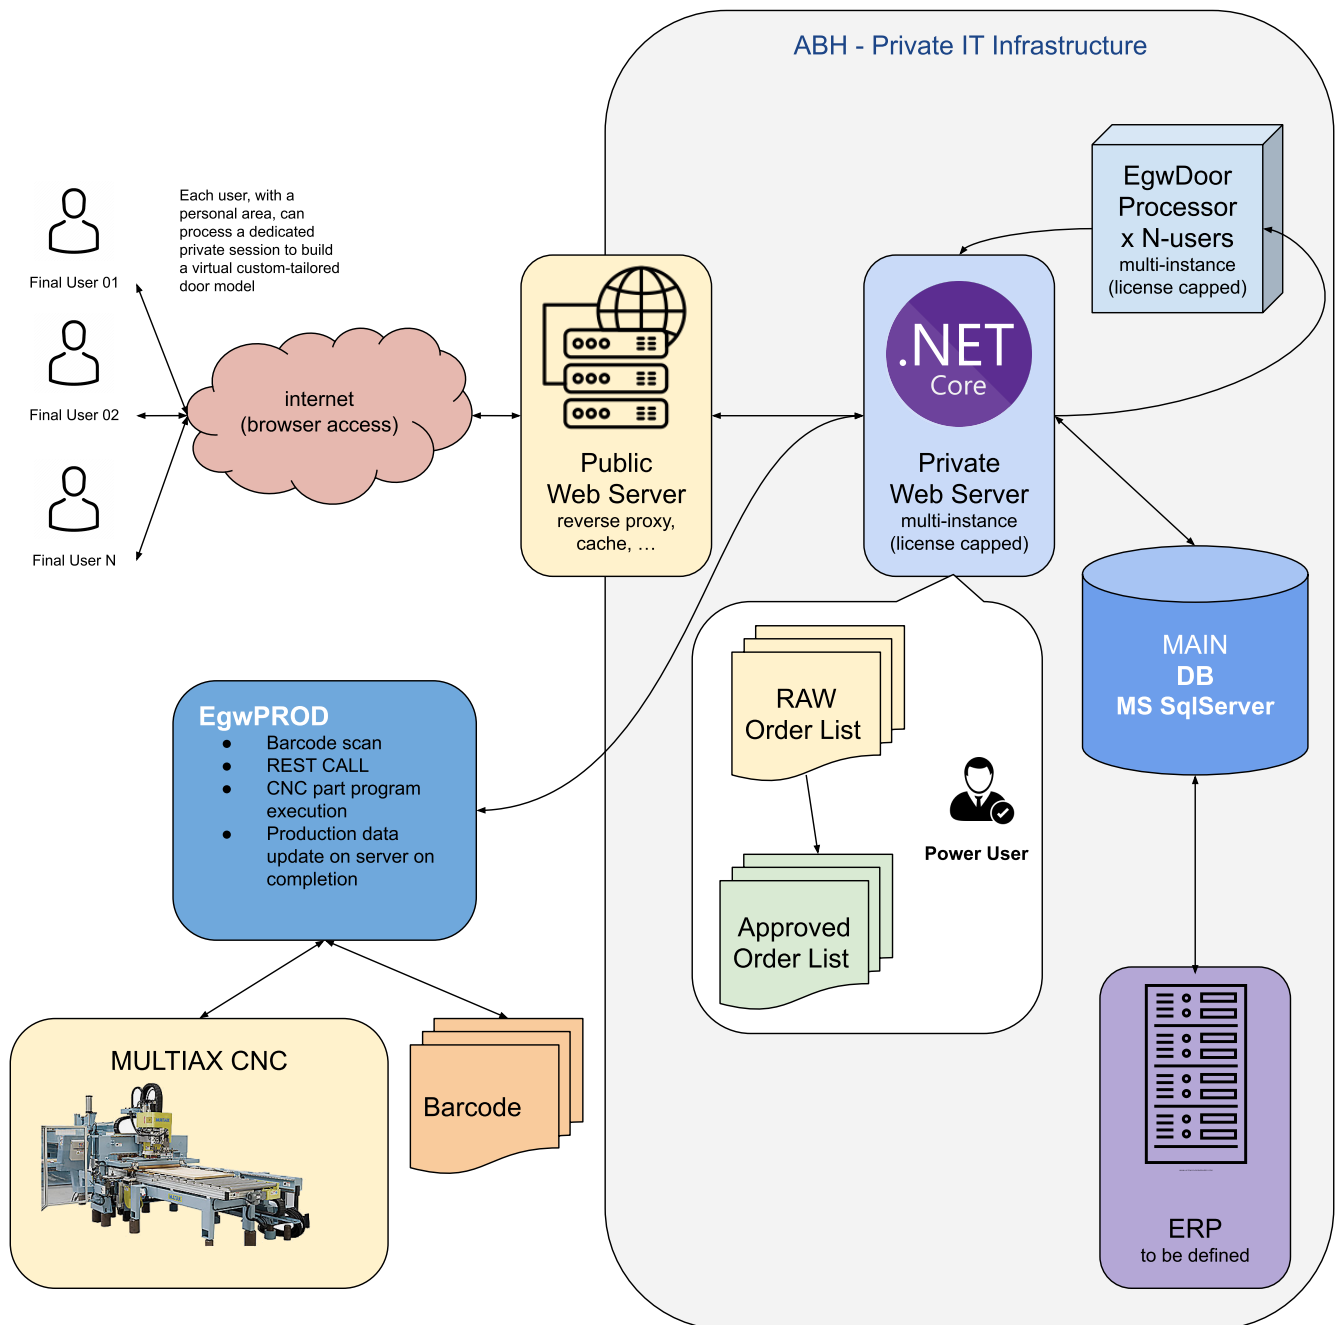 ABH - Private IT Infrastructure
EgwDoor
Processor
x N-users
multi-instance
(license capped)
Each user, with a
personal area, can
process a dedicated
private session to build
a virtual custom-tailored
door model
Final User 01
Final User 02
Final User N
internet
(browser access)
Public
Web Server
reverse proxy,
cache, …
.NET
Core
Private
Web Server
multi-instance
(license capped)
MAIN
DB
MS SqlServer
RAW
Order List
Power User
Approved
Order List
EgwPROD
● Barcode scan
● REST CALL
● CNC part program
execution
● Production data
update on server on
completion
MULTIAX CNC
Barcode
ERP
to be defined